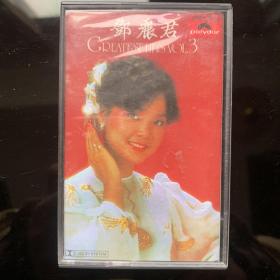 鄧麗君
GREATEST HITS VOL.3
polydor